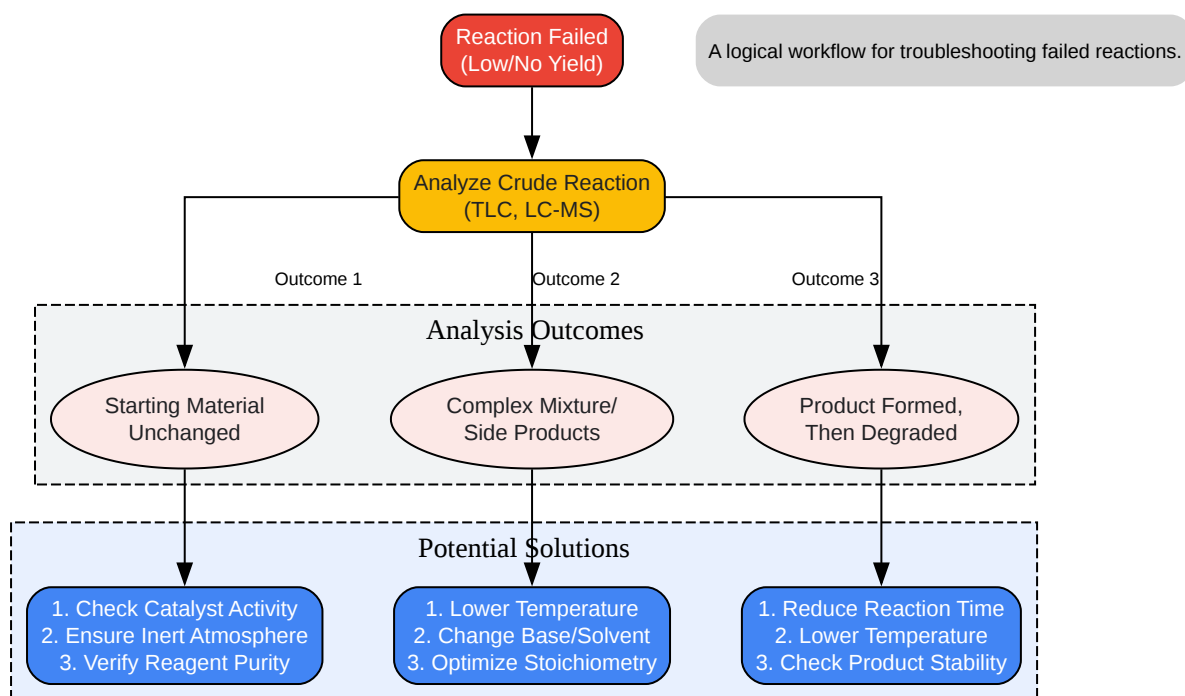 Reaction Failed
(Low/No Yield)
A logical workflow for troubleshooting failed reactions.
Analyze Crude Reaction
(TLC, LC-MS)
Outcome 1
Outcome 2
Outcome 3
Analysis Outcomes
Starting Material
Unchanged
Complex Mixture/
Side Products
Product Formed,
Then Degraded
Potential Solutions
1. Check Catalyst Activity
2. Ensure Inert Atmosphere
3. Verify Reagent Purity
1. Lower Temperature
2. Change Base/Solvent
3. Optimize Stoichiometry
1. Reduce Reaction Time
2. Lower Temperature
3. Check Product Stability